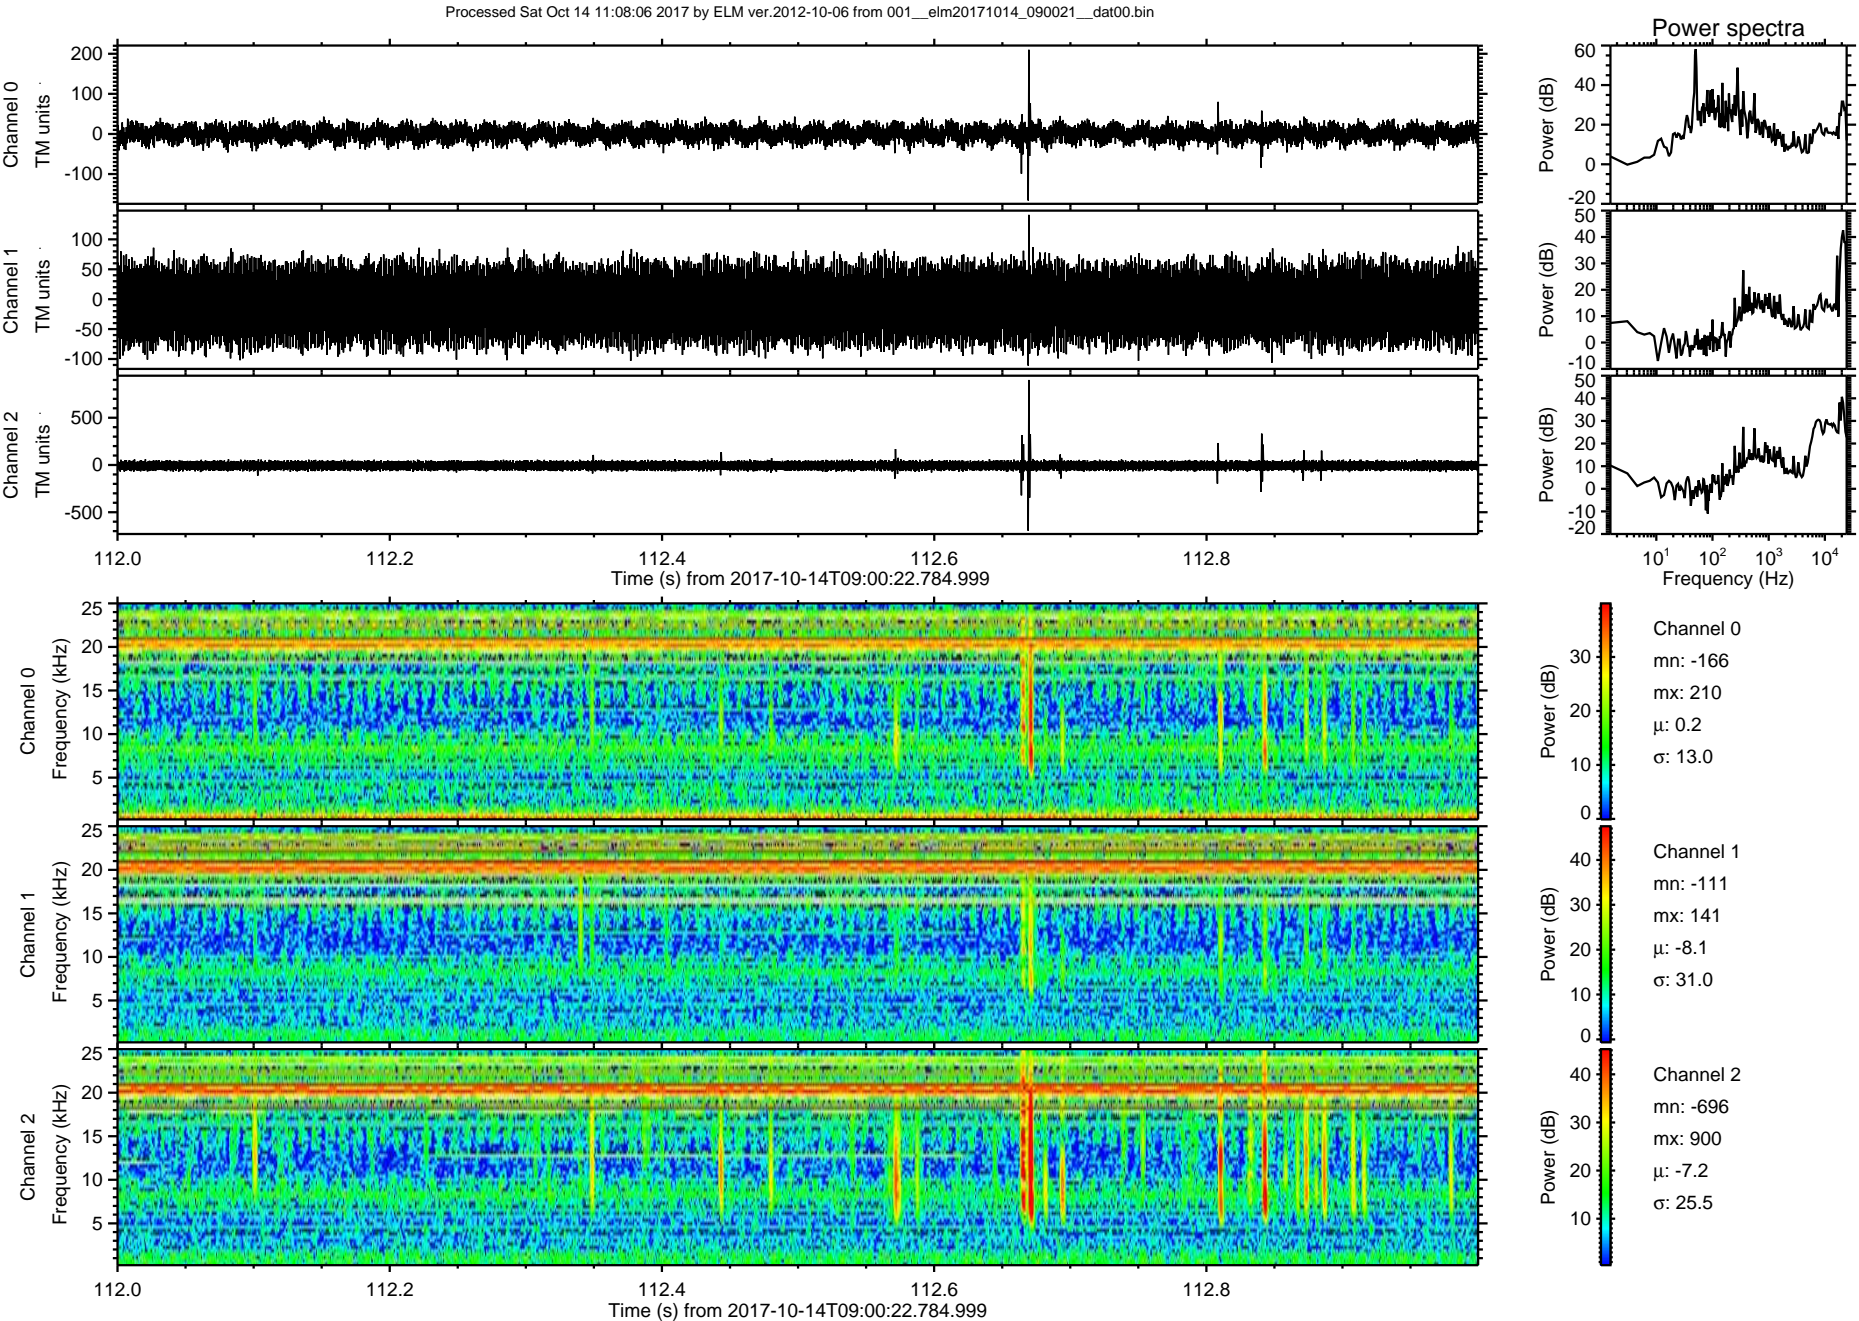 Processed Sat Oct 14 11:08:06 2017 by ELM ver.2012-10-06 from 001__elm20171014_090021__dat00.bin
Power spectra
Channel 0
TM units
200
100
0
-100
Power (dB)
60
40
20
0
-20
Channel 1
TM units
100
50
0
-50
-100
Power (dB)
50
40
30
20
10
0
-10
Channel 2
TM units
500
0
-500
Power (dB)
50
40
30
20
10
0
-10
-20
112.0 112.2 112.4 112.6 112.8
Time (s) from 2017-10-14T09:00:22.784.999
10^1 10^2 10^3 10^4
Frequency (Hz)
Channel 0
Frequency (kHz)
25
20
15
10
5
Power (dB)
30
20
10
0
Channel 0
mn: -166
mx: 210
μ: 0.2
σ: 13.0
Channel 1
Frequency (kHz)
25
20
15
10
5
Power (dB)
40
30
20
10
0
Channel 1
mn: -111
mx: 141
μ: -8.1
σ: 31.0
Channel 2
Frequency (kHz)
25
20
15
10
5
Power (dB)
40
30
20
10
Channel 2
mn: -696
mx: 900
μ: -7.2
σ: 25.5
112.0 112.2 112.4 112.6 112.8
Time (s) from 2017-10-14T09:00:22.784.999